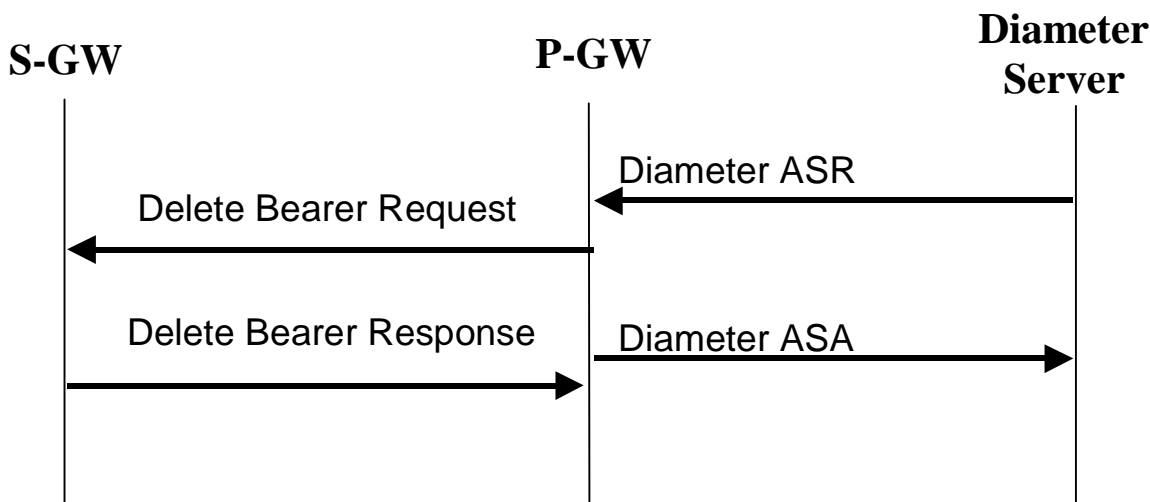 S-GW
P-GW
Diameter
Server
Diameter ASR
Delete Bearer Request
Delete Bearer Response
Diameter ASA